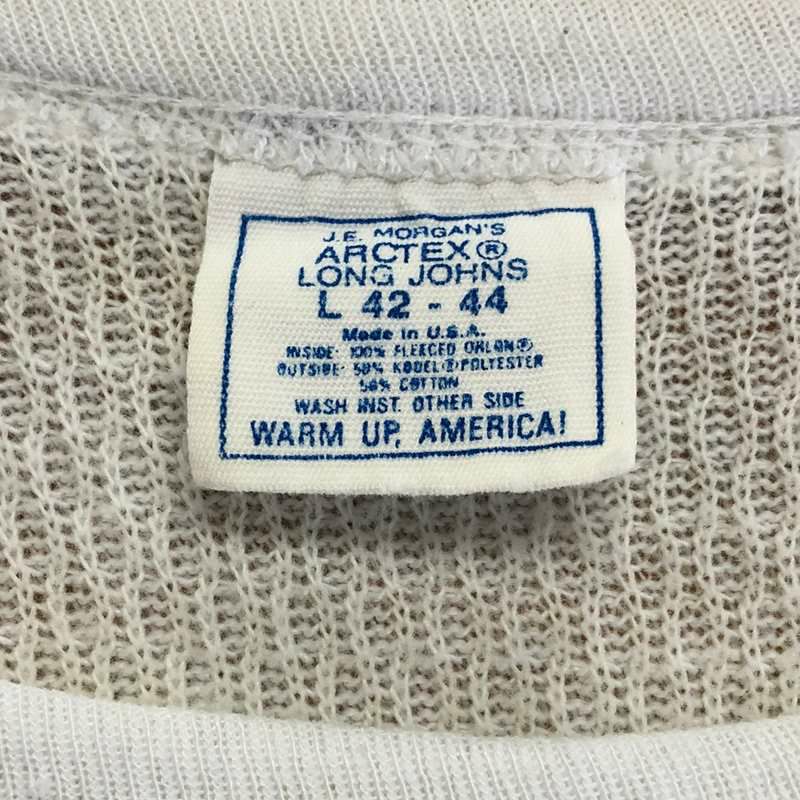 J.E. MORGAN'S
ARCTEX®
LONG JOHNS
L 42 - 44
Made in U.S.A.
INSIDE: 100% FLEECED ORLON®
OUTSIDE: 50% KODEL® POLYESTER
50% COTTON
WASH INST. OTHER SIDE
WARM UP, AMERICA!